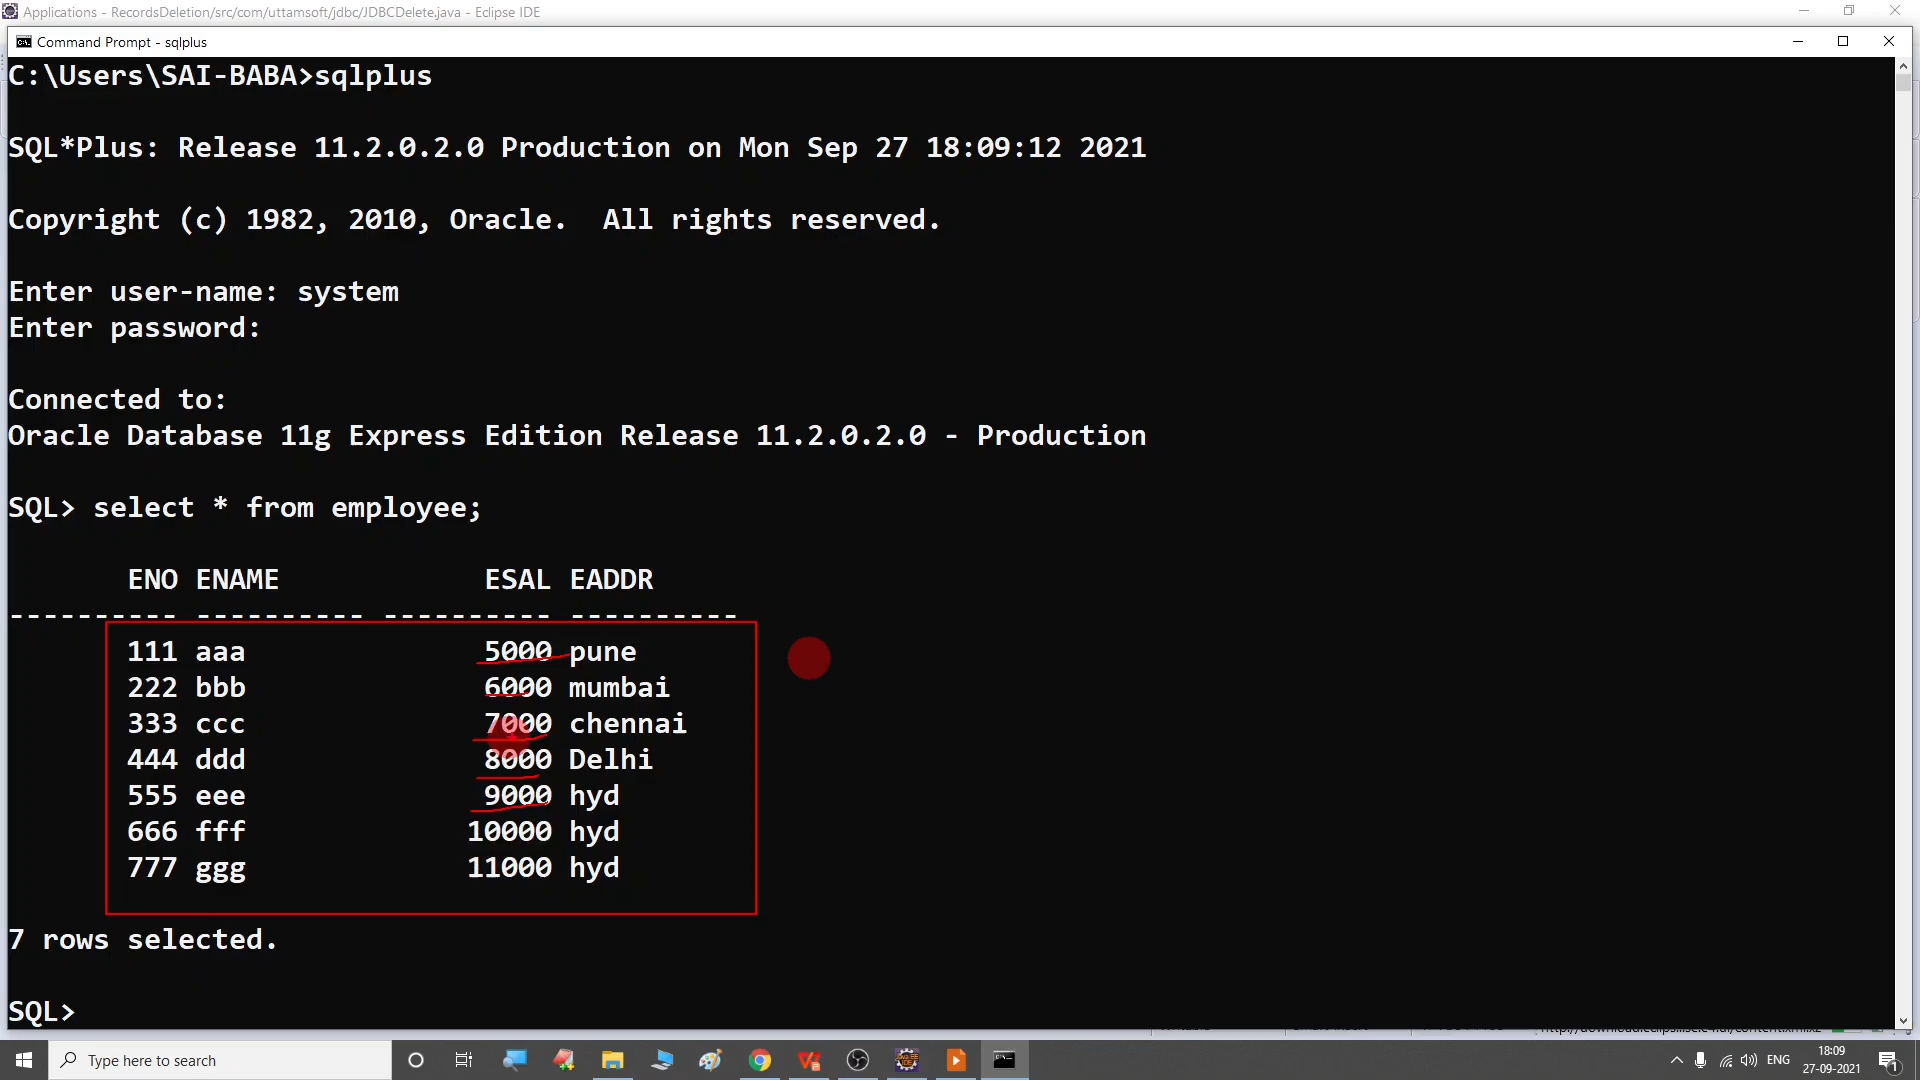 Applications - RecordsDeletion/src/com/uttamsoft/jdbc/JDBCDelete.java - Eclipse IDE
Command Prompt - sqlplus
C:\Users\SAI-BABA>sqlplus
SQL*Plus: Release 11.2.0.2.0 Production on Mon Sep 27 18:09:12 2021
Copyright (c) 1982, 2010, Oracle.  All rights reserved.
Enter user-name: system
Enter password:
Connected to:
Oracle Database 11g Express Edition Release 11.2.0.2.0 - Production
SQL> select * from employee;
ENO ENAME ESAL EADDR
---------- ---------- ---------- ----------
111 aaa 5000 pune
222 bbb 6000 mumbai
333 ccc 7000 chennai
444 ddd 8000 Delhi
555 eee 9000 hyd
666 fff 10000 hyd
777 ggg 11000 hyd
7 rows selected.
SQL>
Type here to search
ENG
18:09
27-09-2021